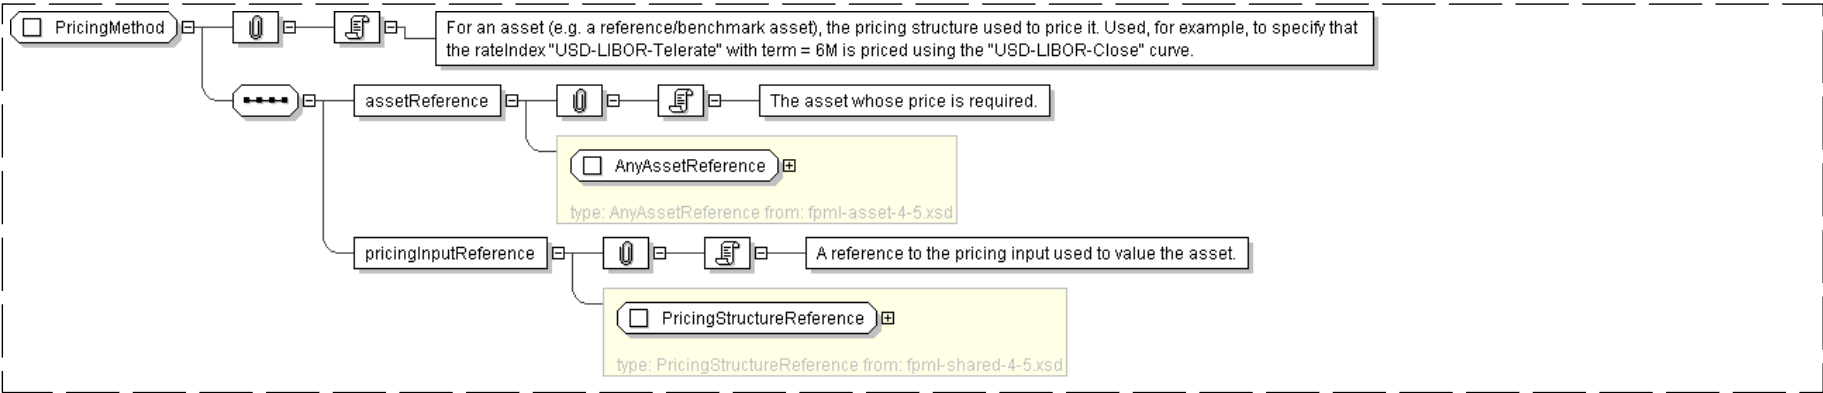 PricingMethod
For an asset (e.g. a reference/benchmark asset), the pricing structure used to price it. Used, for example, to specify that
the rateIndex "USD-LIBOR-Telerate" with term = 6M is priced using the "USD-LIBOR-Close" curve.
assetReference
The asset whose price is required.
AnyAssetReference
type: AnyAssetReference from: fpml-asset-4-5.xsd
pricingInputReference
A reference to the pricing input used to value the asset.
PricingStructureReference
type: PricingStructureReference from: fpml-shared-4-5.xsd